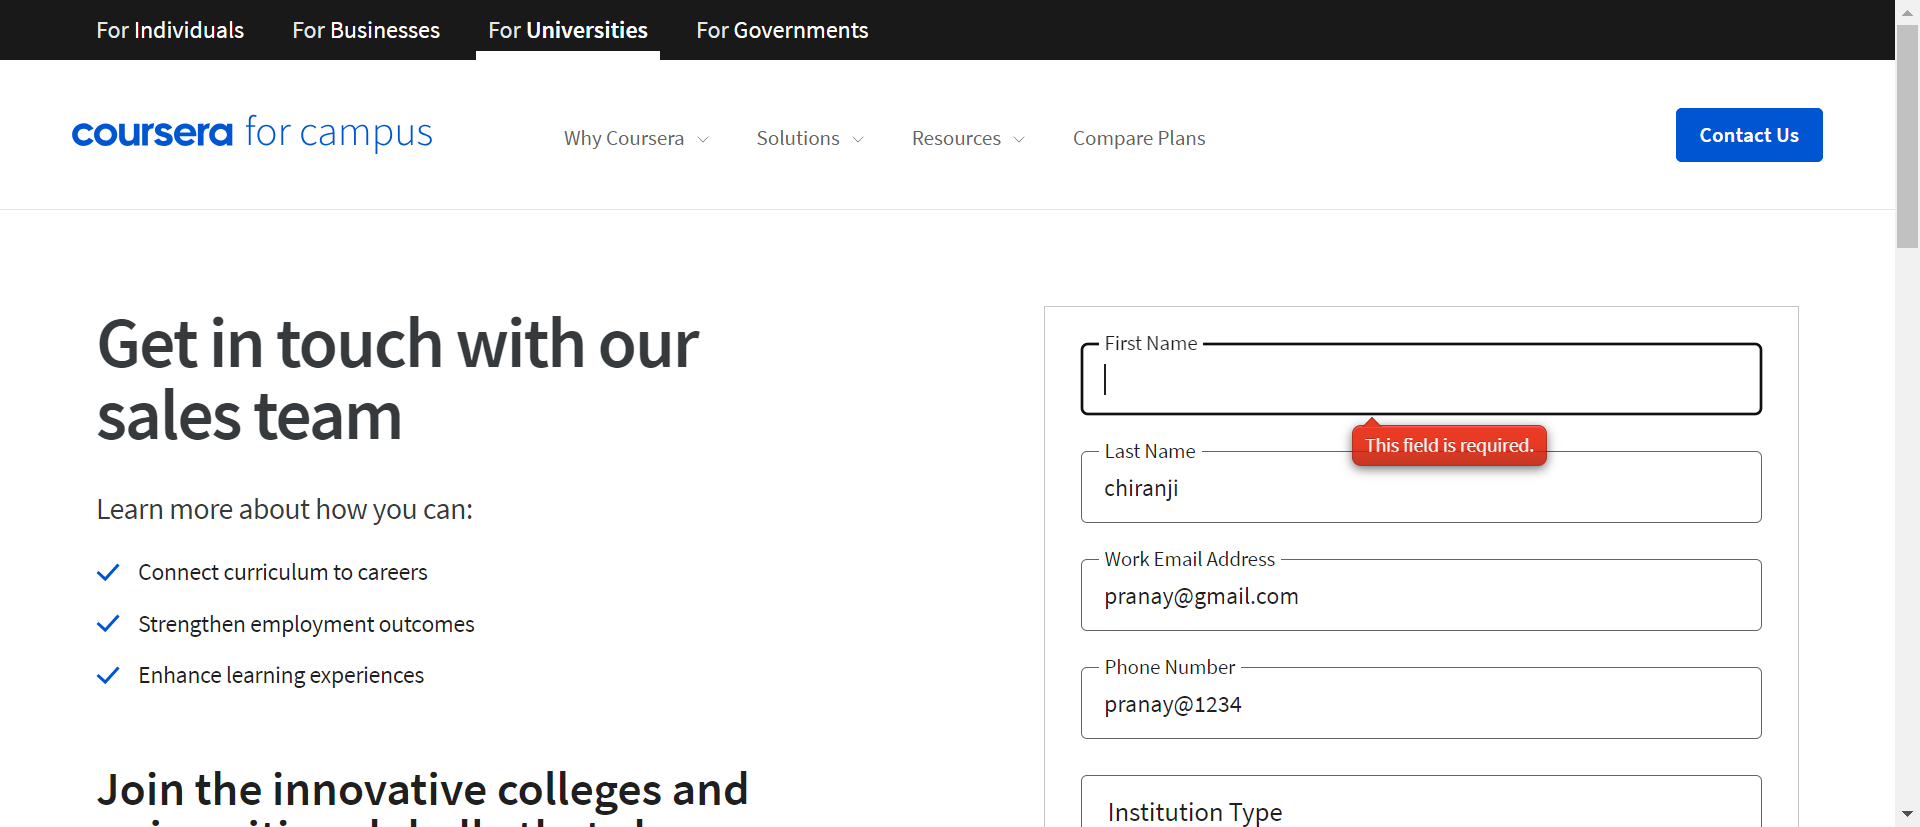 For Individuals For Businesses For Universities For Governments
coursera for campus Why Coursera Solutions Resources Compare Plans Contact Us
Get in touch with our
sales team
Learn more about how you can:
Connect curriculum to careers
Strengthen employment outcomes
Enhance learning experiences
Join the innovative colleges and
First Name
This field is required.
Last Name
chiranji
Work Email Address
pranay@gmail.com
Phone Number
pranay@1234
Institution Type